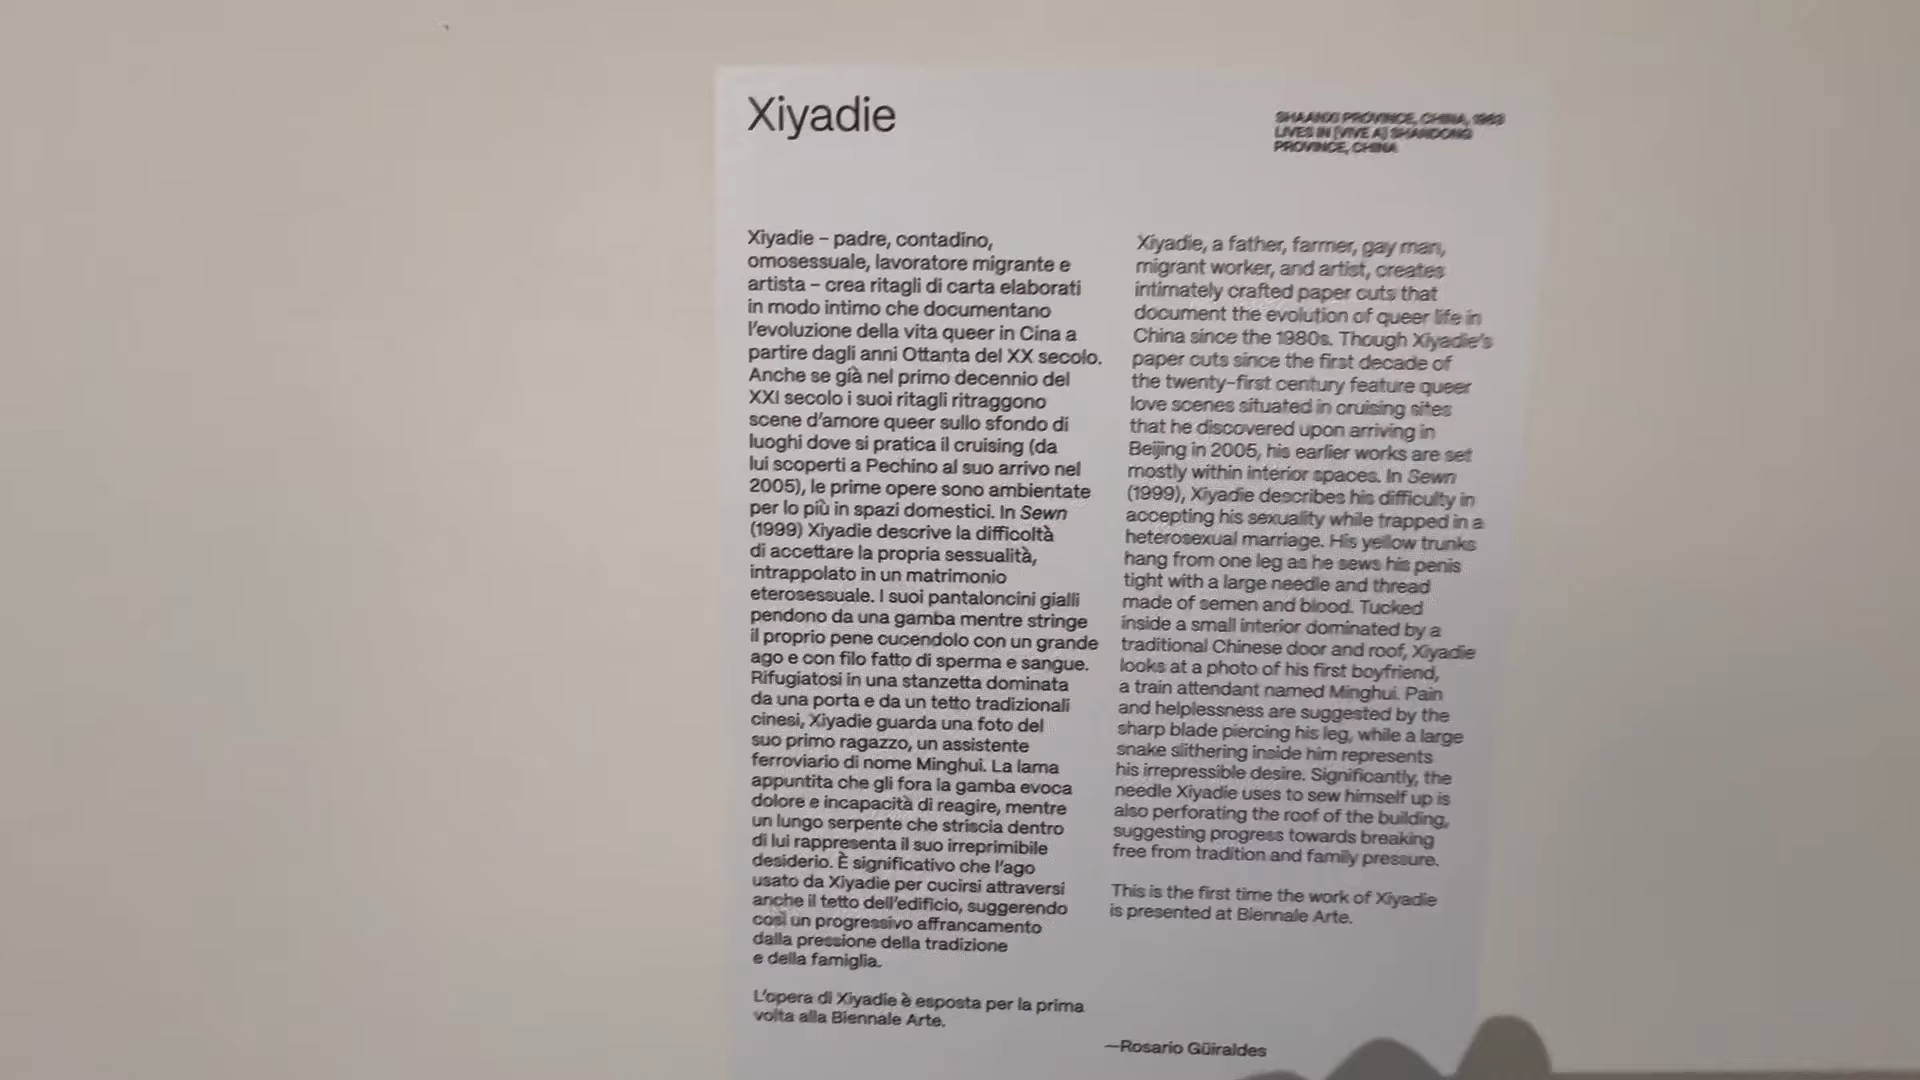 Xiyadie
SHAANXI PROVINCE, CHINA, 1963
LIVES IN [VIVE A] SHANDONG
PROVINCE, CHINA
Xiyadie – padre, contadino,
omosessuale, lavoratore migrante e
artista – crea ritagli di carta elaborati
in modo intimo che documentano
l'evoluzione della vita queer in Cina a
partire dagli anni Ottanta del XX secolo.
Anche se già nel primo decennio del
XXI secolo i suoi ritagli ritraggono
scene d'amore queer sullo sfondo di
luoghi dove si pratica il cruising (da
lui scoperti a Pechino al suo arrivo nel
2005), le prime opere sono ambientate
per lo più in spazi domestici. In Sewn
(1999) Xiyadie descrive la difficoltà
di accettare la propria sessualità,
intrappolato in un matrimonio
eterosessuale. I suoi pantaloncini gialli
pendono da una gamba mentre stringe
il proprio pene cucendolo con un grande
ago e con filo fatto di sperma e sangue.
Rifugiatosi in una stanzetta dominata
da una porta e da un tetto tradizionali
cinesi, Xiyadie guarda una foto del
suo primo ragazzo, un assistente
ferroviario di nome Minghui. La lama
appuntita che gli fora la gamba evoca
dolore e incapacità di reagire, mentre
un lungo serpente che striscia dentro
di lui rappresenta il suo irreprimibile
desiderio. È significativo che l'ago
usato da Xiyadie per cucirsi attraversi
anche il tetto dell'edificio, suggerendo
così un progressivo affrancamento
dalla pressione della tradizione
e della famiglia.
L'opera di Xiyadie è esposta per la prima
volta alla Biennale Arte.
Xiyadie, a father, farmer, gay man,
migrant worker, and artist, creates
intimately crafted paper cuts that
document the evolution of queer life in
China since the 1980s. Though Xiyadie's
paper cuts since the first decade of
the twenty-first century feature queer
love scenes situated in cruising sites
that he discovered upon arriving in
Beijing in 2005, his earlier works are set
mostly within interior spaces. In Sewn
(1999), Xiyadie describes his difficulty in
accepting his sexuality while trapped in a
heterosexual marriage. His yellow trunks
hang from one leg as he sews his penis
tight with a large needle and thread
made of semen and blood. Tucked
inside a small interior dominated by a
traditional Chinese door and roof, Xiyadie
looks at a photo of his first boyfriend,
a train attendant named Minghui. Pain
and helplessness are suggested by the
sharp blade piercing his leg, while a large
snake slithering inside him represents
his irrepressible desire. Significantly, the
needle Xiyadie uses to sew himself up is
also perforating the roof of the building,
suggesting progress towards breaking
free from tradition and family pressure.
This is the first time the work of Xiyadie
is presented at Biennale Arte.
—Rosario Güiraldes